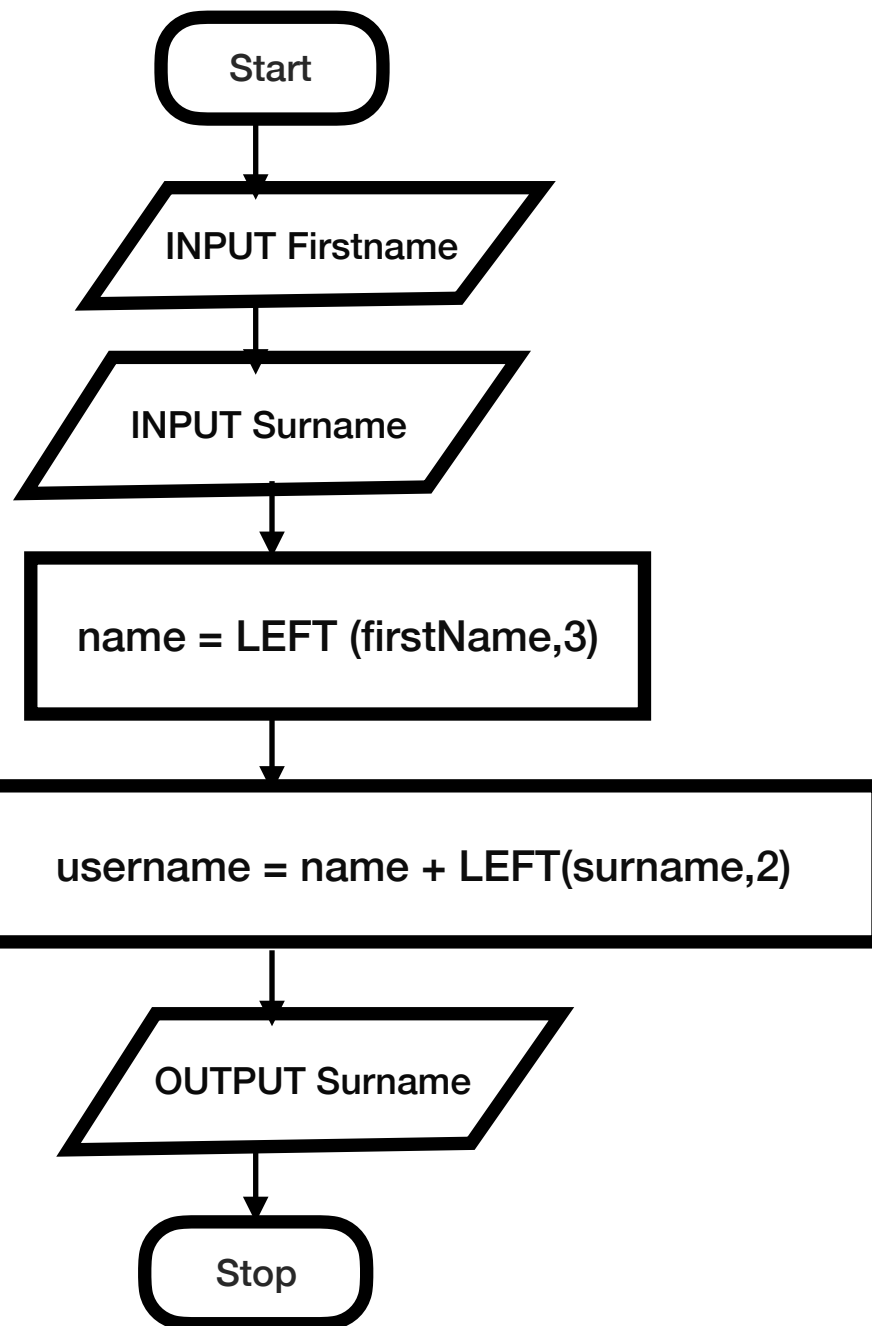 Start
INPUT Firstname
INPUT Surname
name = LEFT (firstName,3)
username = name + LEFT(surname,2)
OUTPUT Surname
Stop